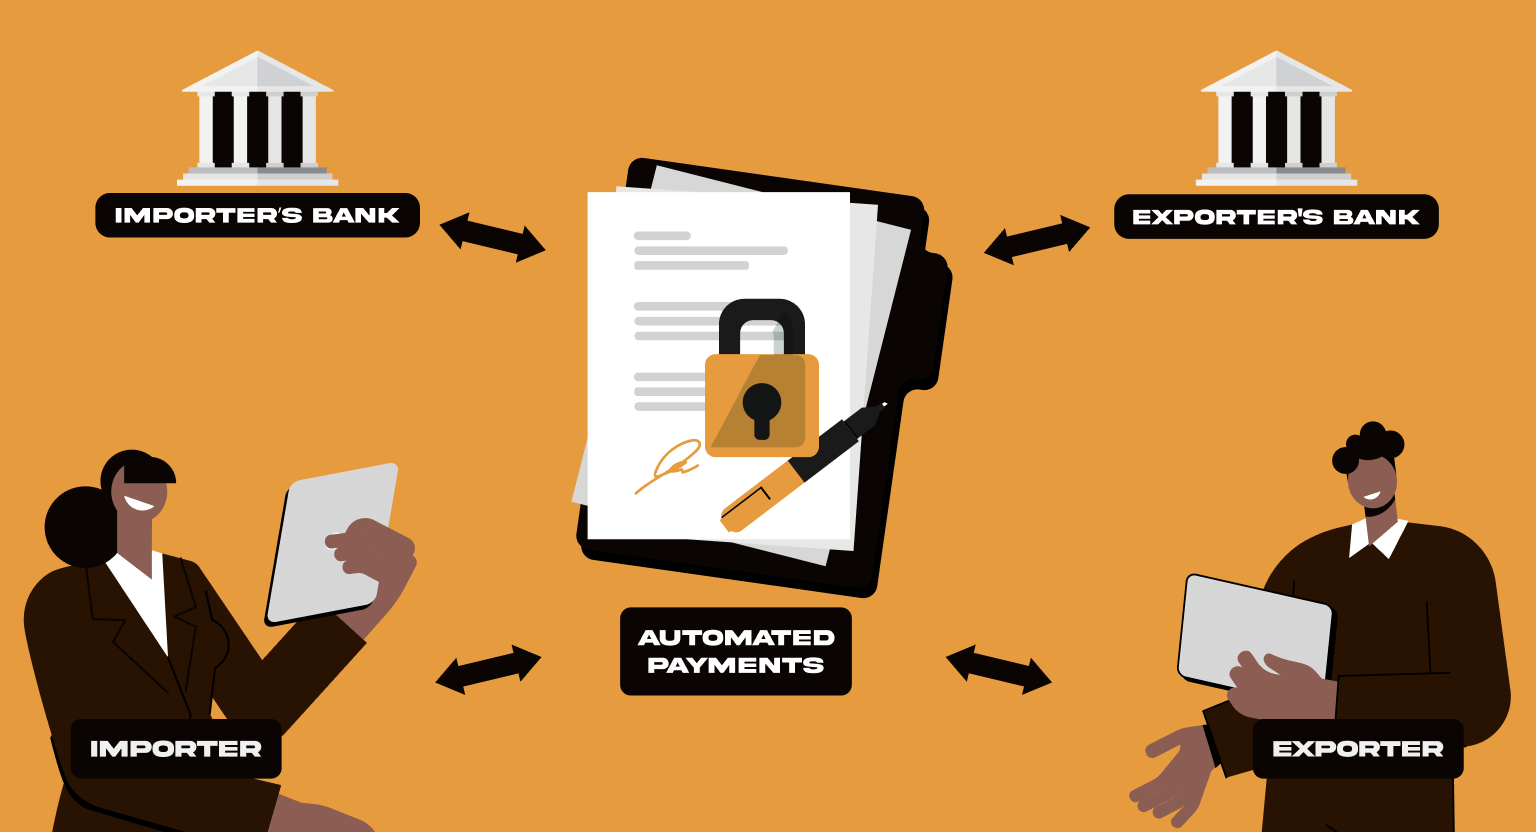 IMPORTER'S BANK
EXPORTER'S BANK
AUTOMATED
PAYMENTS
IMPORTER
EXPORTER